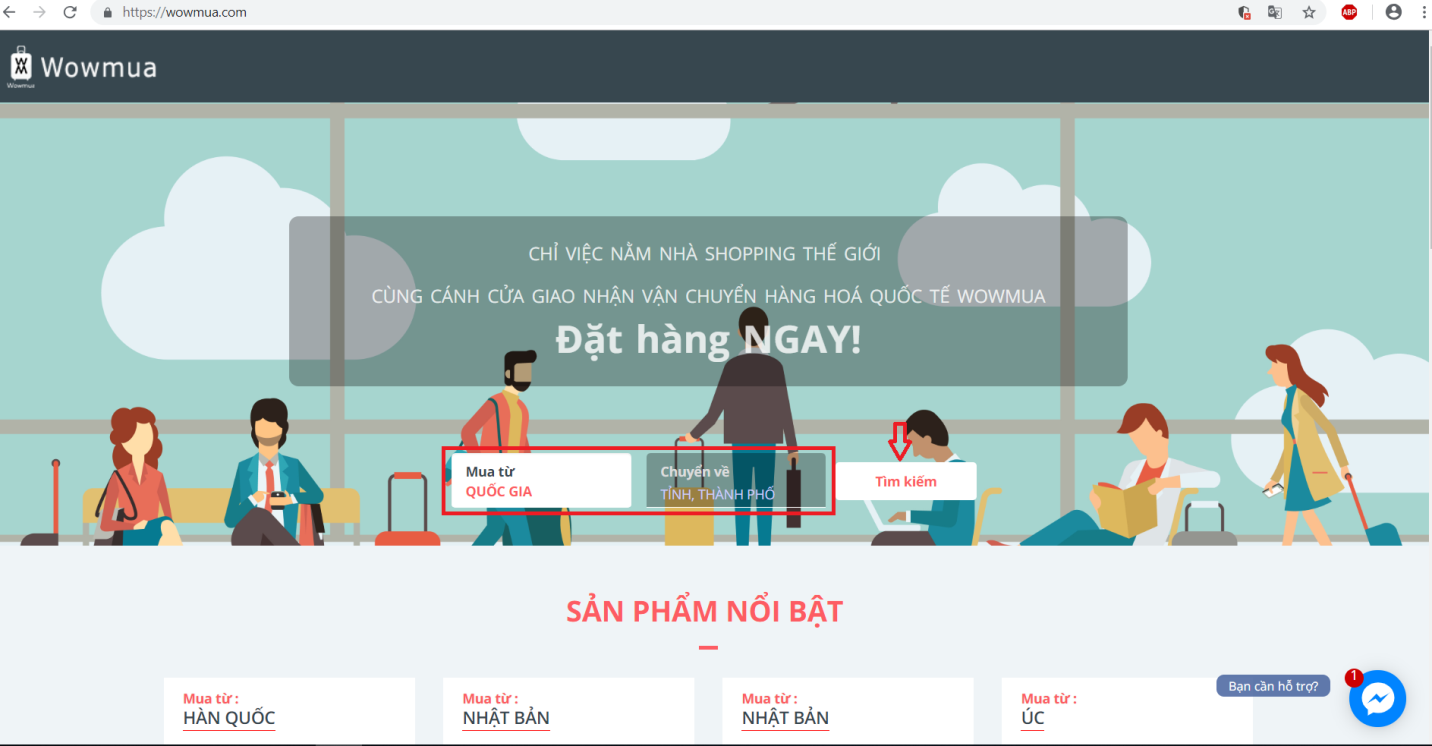 https://wowmua.com
ABP
Wowmua
Wowmua
CHỈ VIỆC NẰM NHÀ SHOPPING THẾ GIỚI
CÙNG CÁNH CỬA GIAO NHẬN VẬN CHUYỂN HÀNG HOÁ QUỐC TẾ WOWMUA
Đặt hàng NGAY!
Mua từ
QUỐC GIA
Chuyển về
TỈNH, THÀNH PHỐ
Tìm kiếm
SẢN PHẨM NỔI BẬT
Mua từ :
HÀN QUỐC
Mua từ :
NHẬT BẢN
Mua từ :
NHẬT BẢN
Mua từ :
ÚC
Bạn cần hỗ trợ?
1